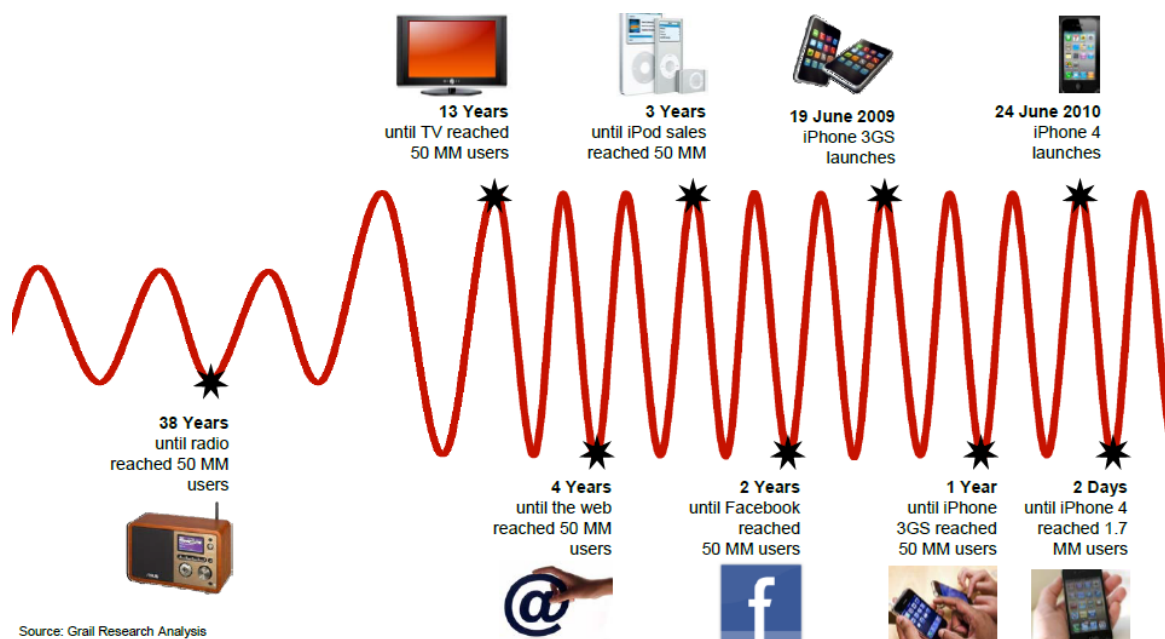 13 Years
until TV reached
50 MM users
3 Years
until iPod sales
reached 50 MM
19 June 2009
iPhone 3GS
launches
24 June 2010
iPhone 4
launches
38 Years
until radio
reached 50 MM
users
4 Years
until the web
reached 50 MM
users
@
2 Years
until Facebook
reached
50 MM users
f
1 Year
until iPhone
3GS reached
50 MM users
2 Days
until iPhone 4
reached 1.7
MM users
Source: Grail Research Analysis